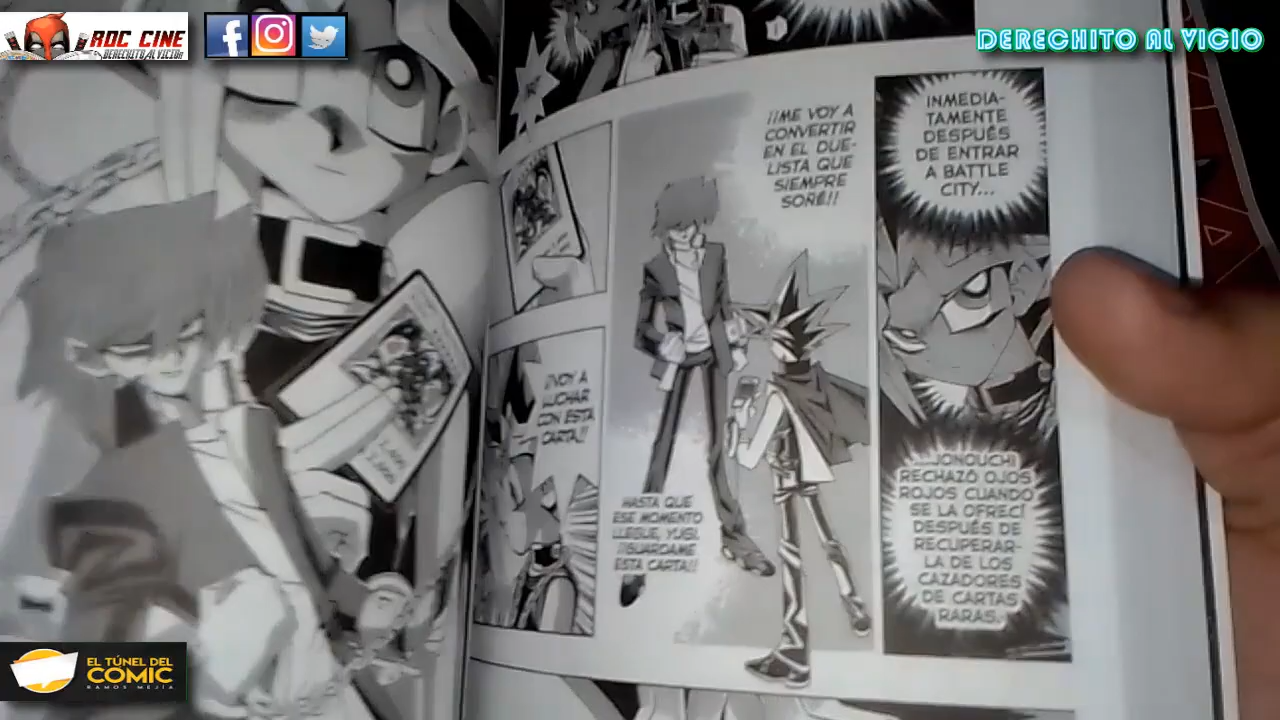 ROC CINE
DERECHITO AL VICIO
DERECHITO AL VICIO
INMEDIA-
TAMENTE
DESPUÉS
DE ENTRAR
A BATTLE
CITY...
...JONOUCHI
RECHAZÓ OJOS
ROJOS CUANDO
SE LA OFRECÍ
DESPUÉS DE
RECUPERAR-
LA DE LOS
CAZADORES
DE CARTAS
RARAS.
¡¡ME VOY A
CONVERTIR
EN EL DUE-
LISTA QUE
SIEMPRE
SOÑÉ!!
HASTA QUE
ESE MOMENTO
LLEGUE, YUGI,
¡¡GUÁRDAME
ESTA CARTA!!
¡¡VOY A
LUCHAR
CON ESTA
CARTA!!
EL TÚNEL DEL
COMIC
RAMOS MEJÍA